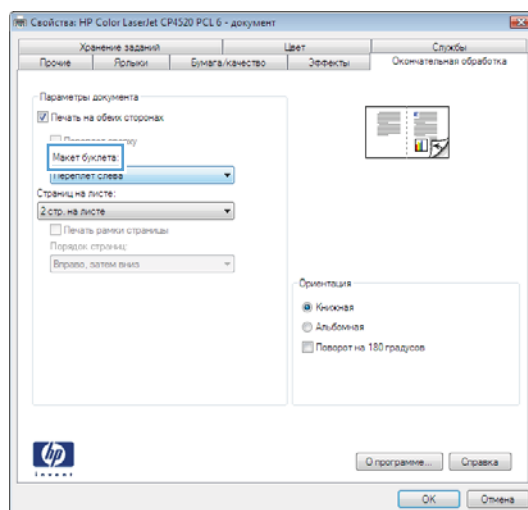 Свойства: HP Color LaserJet CP4520 PCL 6 - документ
Хранение заданий
Цвет
Службы
Прочие
Ярлыки
Бумага/качество
Эффекты
Окончательная обработка
Параметры документа
Печать на обеих сторонах
Макет буклета:
Переплет слева
Страниц на листе:
2 стр. на листе
Печать рамки страницы
Порядок страниц:
Вправо, затем вниз
Ориентация
Книжная
Альбомная
Поворот на 180 градусов
hp
invent
О программе...
Справка
OK
Отмена